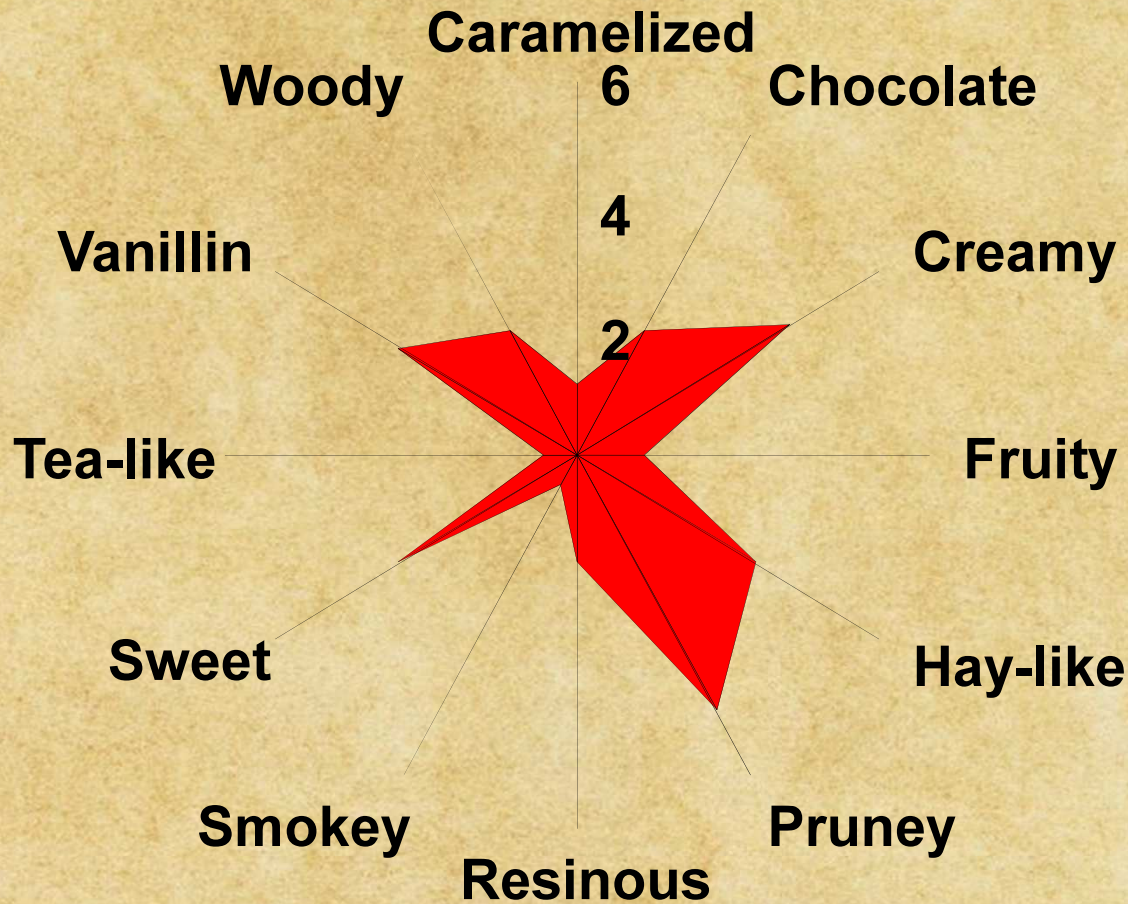 Caramelized
Woody
6
Chocolate
4
Vanillin
Creamy
2
Tea-like
Fruity
Sweet
Hay-like
Smokey
Pruney
Resinous